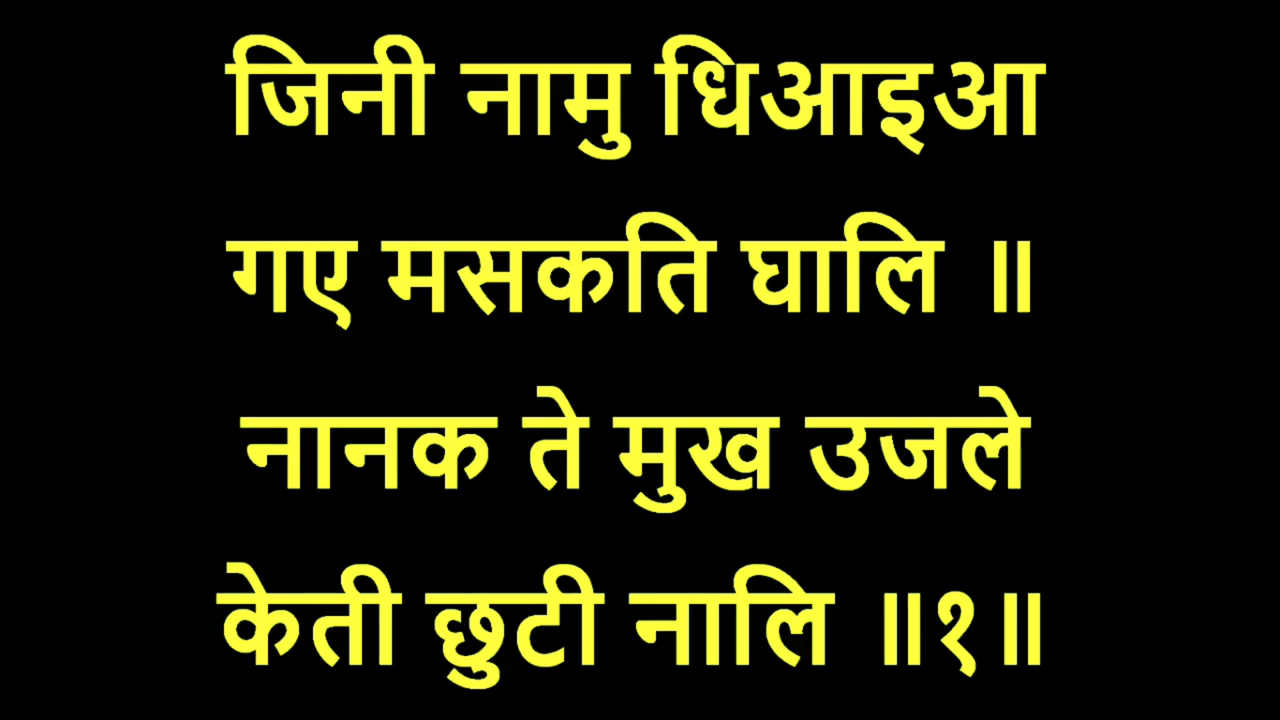 जिनी नामु धिआइआ
गए मसकति घालि ॥
नानक ते मुख उजले
केती छुटी नालि ॥१॥